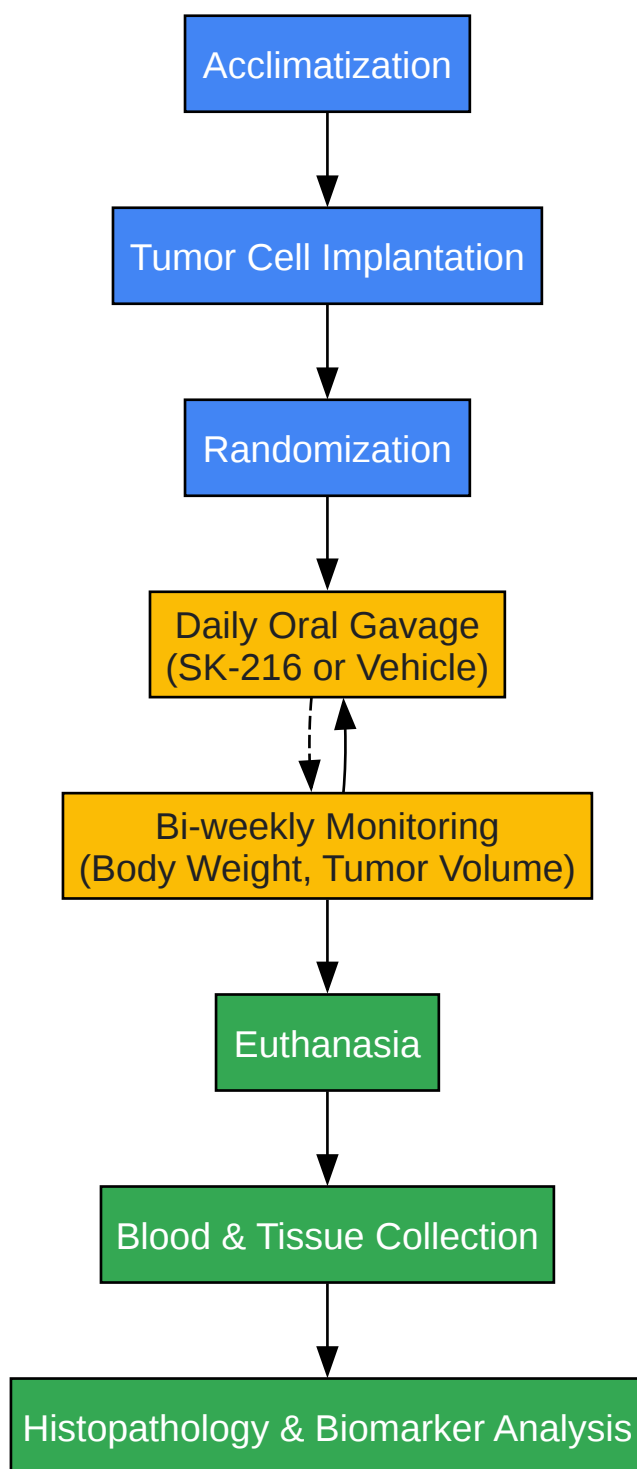 Acclimatization
Tumor Cell Implantation
Randomization
Daily Oral Gavage
(SK-216 or Vehicle)
Bi-weekly Monitoring
(Body Weight, Tumor Volume)
Euthanasia
Blood & Tissue Collection
Histopathology & Biomarker Analysis